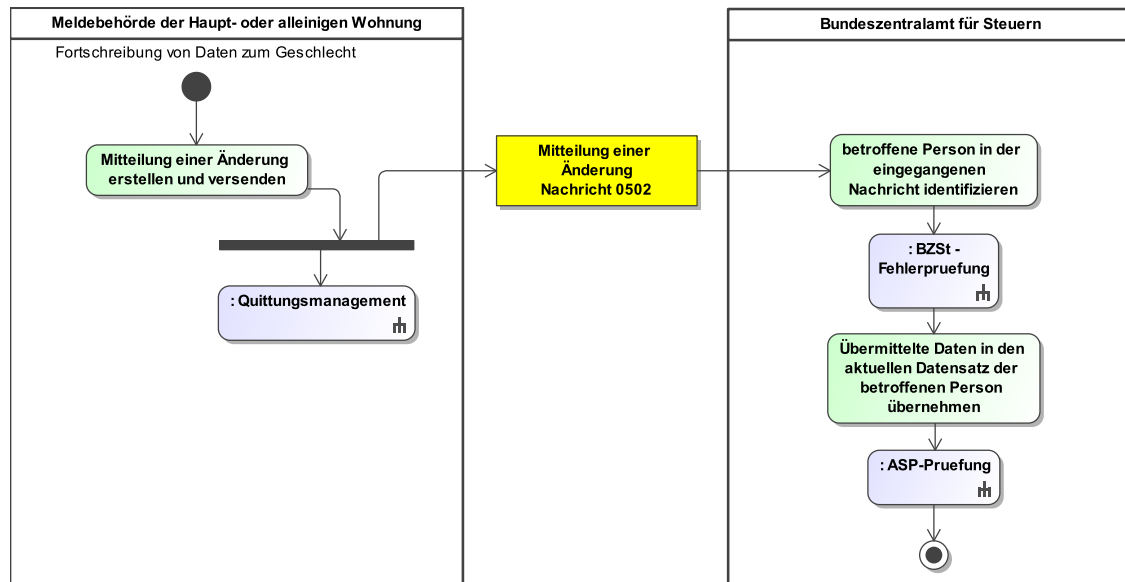 Meldebehörde der Haupt- oder alleinigen Wohnung
Fortschreibung von Daten zum Geschlecht
Mitteilung einer Änderung
erstellen und versenden
: Quittungsmanagement
Mitteilung einer
Änderung
Nachricht 0502
Bundeszentralamt für Steuern
betroffene Person in der
eingegangenen
Nachricht identifizieren
: BZSt -
Fehlerpruefung
Übermittelte Daten in den
aktuellen Datensatz der
betroffenen Person
übernehmen
: ASP-Pruefung